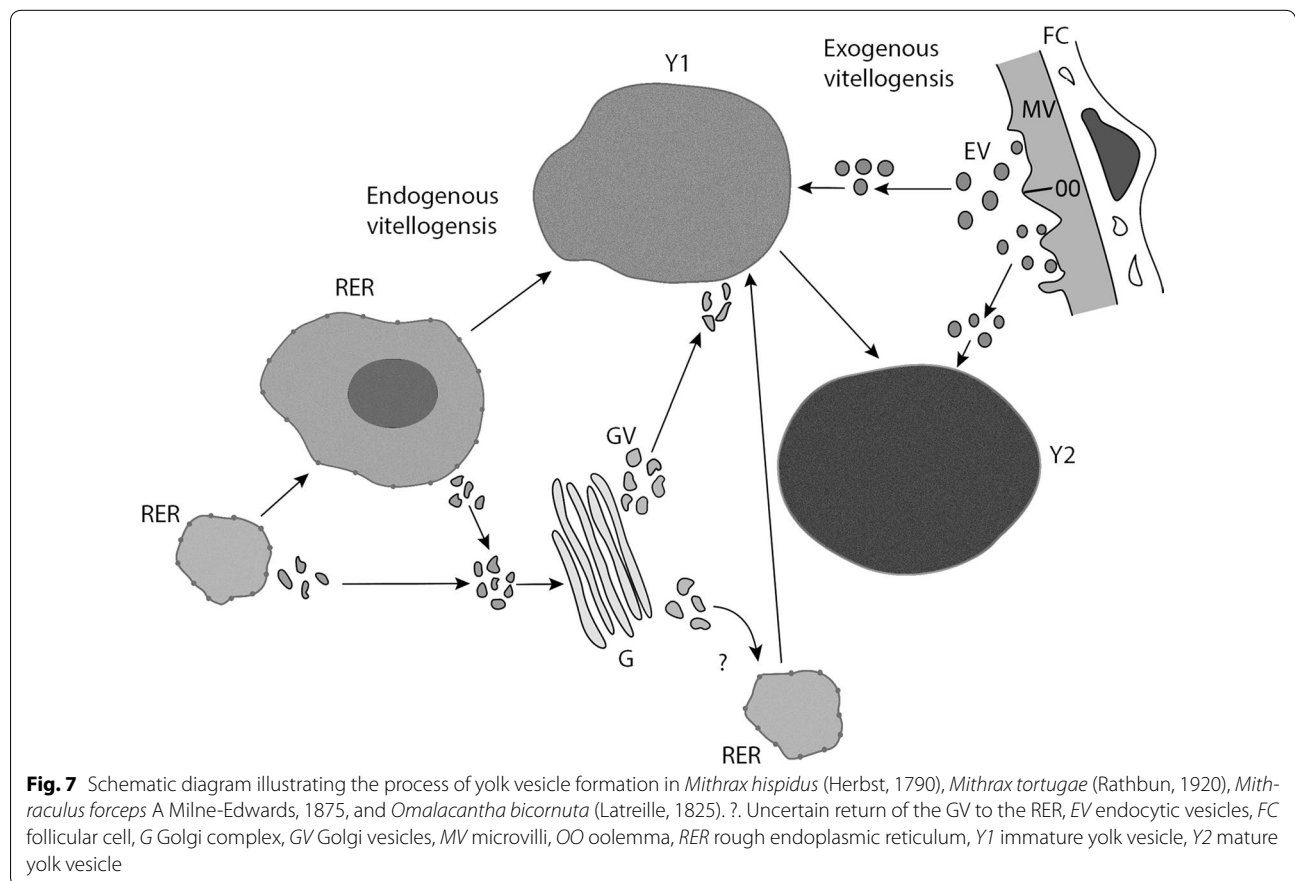 FC
Y1
Exogenous
vitellogensis
MV
EV
OO
Endogenous
vitellogensis
RER
GV
Y2
RER
G
?
RER
Fig. 7 Schematic diagram illustrating the process of yolk vesicle formation in Mithrax hispidus (Herbst, 1790), Mithrax tortugae (Rathbun, 1920), Mith-
raculus forceps A Milne-Edwards, 1875, and Omalacantha bicornuta (Latreille, 1825). ?. Uncertain return of the GV to the RER, EV endocytic vesicles, FC
follicular cell, G Golgi complex, GV Golgi vesicles, MV microvilli, OO oolemma, RER rough endoplasmic reticulum, Y1 immature yolk vesicle, Y2 mature
yolk vesicle